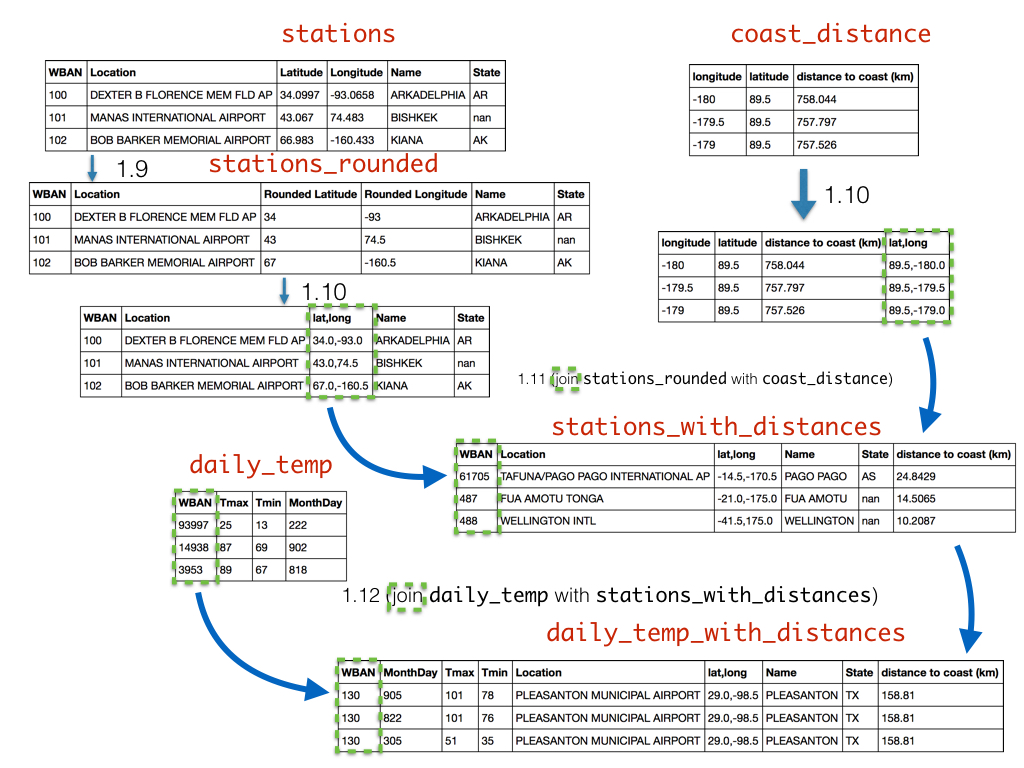 stations
WBAN Location Latitude Longitude Name State
100 DEXTER B FLORENCE MEM FLD AP 34.0997 -93.0658 ARKADELPHIA AR
101 MANAS INTERNATIONAL AIRPORT 43.067 74.483 BISHKEK nan
102 BOB BARKER MEMORIAL AIRPORT 66.983 -160.433 KIANA AK
1.9
stations_rounded
WBAN Location Rounded Latitude Rounded Longitude Name State
100 DEXTER B FLORENCE MEM FLD AP 34 -93 ARKADELPHIA AR
101 MANAS INTERNATIONAL AIRPORT 43 74.5 BISHKEK nan
102 BOB BARKER MEMORIAL AIRPORT 67 -160.5 KIANA AK
1.10
WBAN Location lat,long Name State
100 DEXTER B FLORENCE MEM FLD AP 34.0,-93.0 ARKADELPHIA AR
101 MANAS INTERNATIONAL AIRPORT 43.0,74.5 BISHKEK nan
102 BOB BARKER MEMORIAL AIRPORT 67.0,-160.5 KIANA AK
coast_distance
longitude latitude distance to coast (km)
-180 89.5 758.044
-179.5 89.5 757.797
-179 89.5 757.526
1.10
longitude latitude distance to coast (km) lat,long
-180 89.5 758.044 89.5,-180.0
-179.5 89.5 757.797 89.5,-179.5
-179 89.5 757.526 89.5,-179.0
1.11 (join stations_rounded with coast_distance)
stations_with_distances
WBAN Location lat,long Name State distance to coast (km)
61705 TAFUNA/PAGO PAGO INTERNATIONAL AP -14.5,-170.5 PAGO PAGO AS 24.8429
487 FUA AMOTU TONGA -21.0,-175.0 FUA AMOTU nan 14.5065
488 WELLINGTON INTL -41.5,175.0 WELLINGTON nan 10.2087
daily_temp
WBAN Tmax Tmin MonthDay
93997 25 13 222
14938 87 69 902
3953 89 67 818
1.12 (join daily_temp with stations_with_distances)
daily_temp_with_distances
WBAN MonthDay Tmax Tmin Location lat,long Name State distance to coast (km)
130 905 101 78 PLEASANTON MUNICIPAL AIRPORT 29.0,-98.5 PLEASANTON TX 158.81
130 822 101 76 PLEASANTON MUNICIPAL AIRPORT 29.0,-98.5 PLEASANTON TX 158.81
130 305 51 35 PLEASANTON MUNICIPAL AIRPORT 29.0,-98.5 PLEASANTON TX 158.81